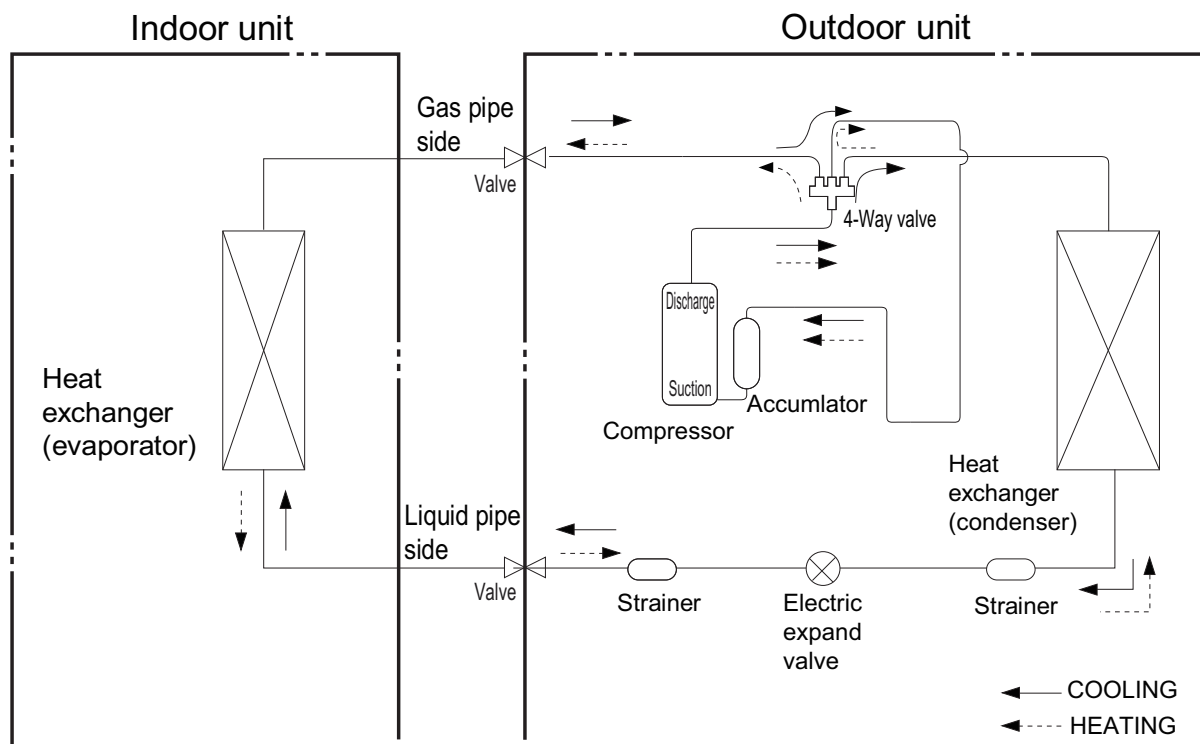 Indoor unit
Outdoor unit
Gas pipe
side
Valve
4-Way valve
Discharge
Suction
Accumlator
Compressor
Heat
exchanger
(evaporator)
Heat
exchanger
(condenser)
Liquid pipe
side
Valve
Strainer
Electric
expand
valve
Strainer
COOLING
HEATING